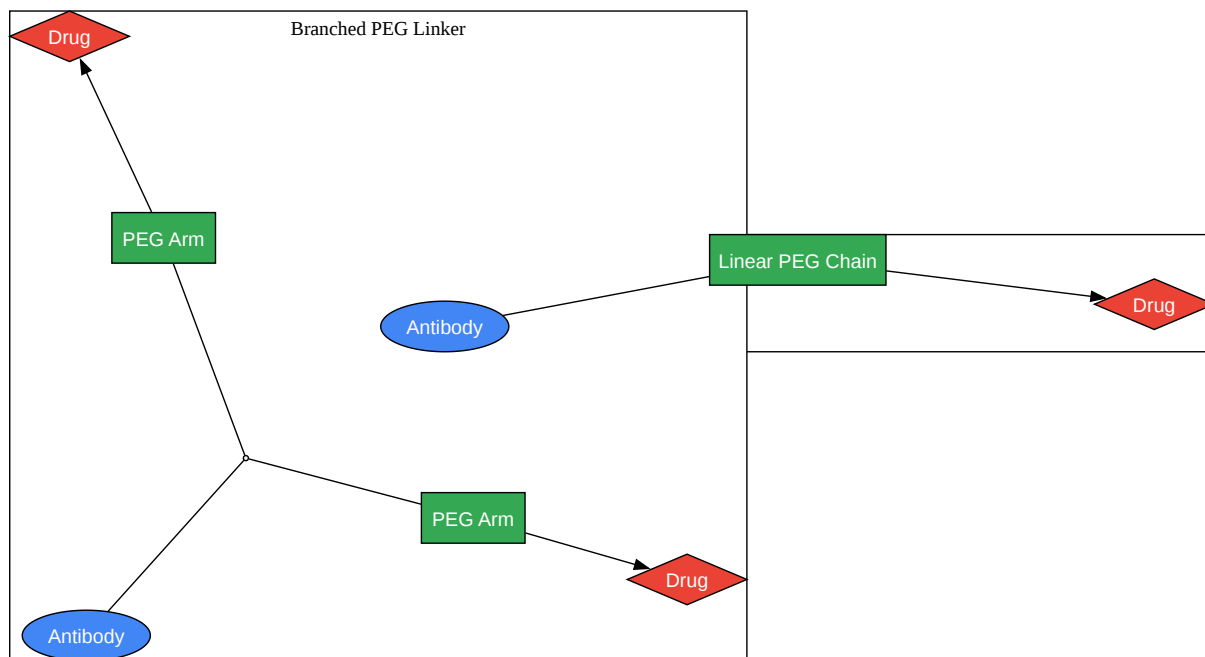 Branched PEG Linker
Drug
PEG Arm
Linear PEG Chain
Drug
Antibody
PEG Arm
Drug
Antibody